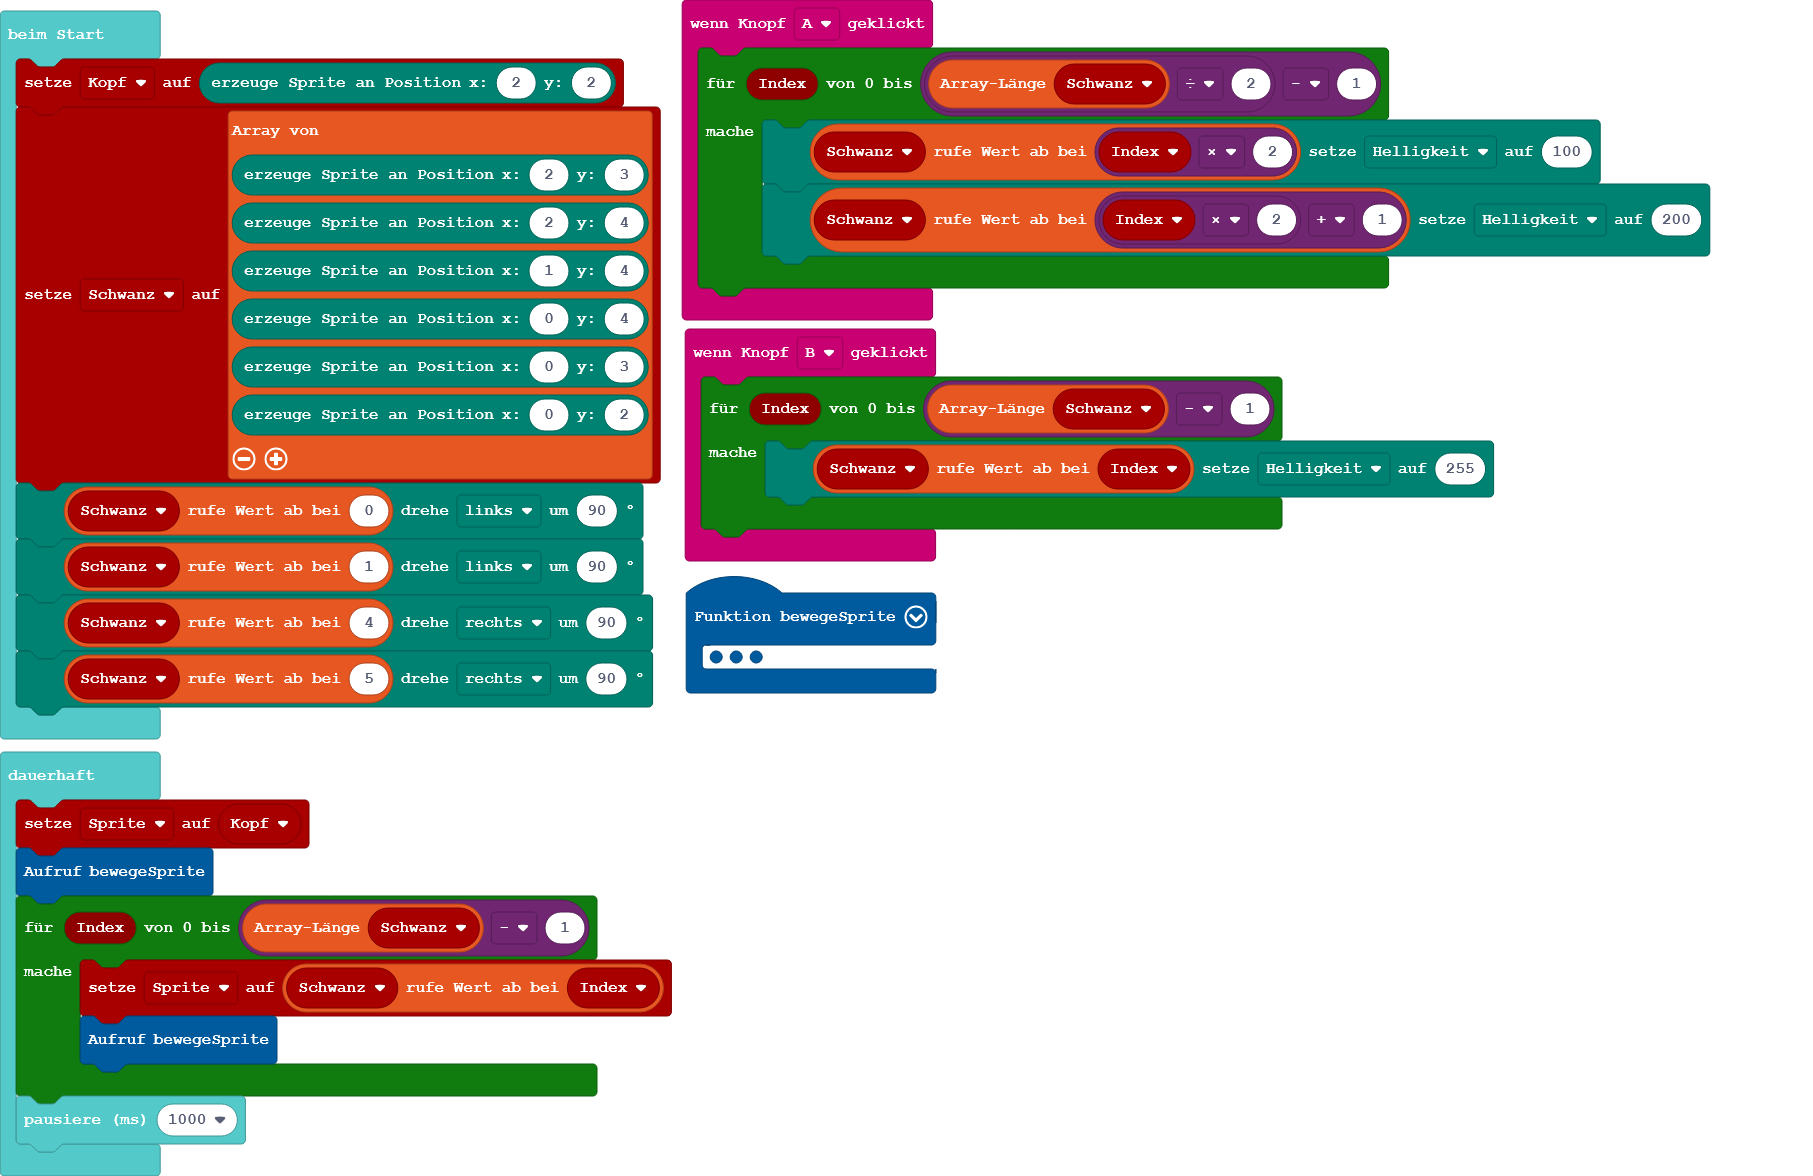 beim Start
setze Kopf auf erzeuge Sprite an Position x: 2 y: 2
Array von
erzeuge Sprite an Position x: 2 y: 3
erzeuge Sprite an Position x: 2 y: 4
erzeuge Sprite an Position x: 1 y: 4
setze Schwanz auf
erzeuge Sprite an Position x: 0 y: 4
erzeuge Sprite an Position x: 0 y: 3
erzeuge Sprite an Position x: 0 y: 2
Schwanz rufe Wert ab bei 0 drehe links um 90 °
Schwanz rufe Wert ab bei 1 drehe links um 90 °
Schwanz rufe Wert ab bei 4 drehe rechts um 90 °
Schwanz rufe Wert ab bei 5 drehe rechts um 90 °
dauerhaft
setze Sprite auf Kopf
Aufruf bewegeSprite
für Index von 0 bis Array-Länge Schwanz - 1
mache
setze Sprite auf Schwanz rufe Wert ab bei Index
Aufruf bewegeSprite
pausiere (ms) 1000
wenn Knopf A geklickt
für Index von 0 bis Array-Länge Schwanz ÷ 2 - 1
mache
Schwanz rufe Wert ab bei Index × 2 setze Helligkeit auf 100
Schwanz rufe Wert ab bei Index × 2 + 1 setze Helligkeit auf 200
wenn Knopf B geklickt
für Index von 0 bis Array-Länge Schwanz - 1
mache
Schwanz rufe Wert ab bei Index setze Helligkeit auf 255
Funktion bewegeSprite